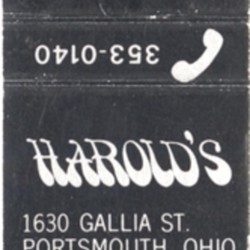 353-0140
HAROLD'S
1630 GALLIA ST.
PORTSMOUTH, OHIO